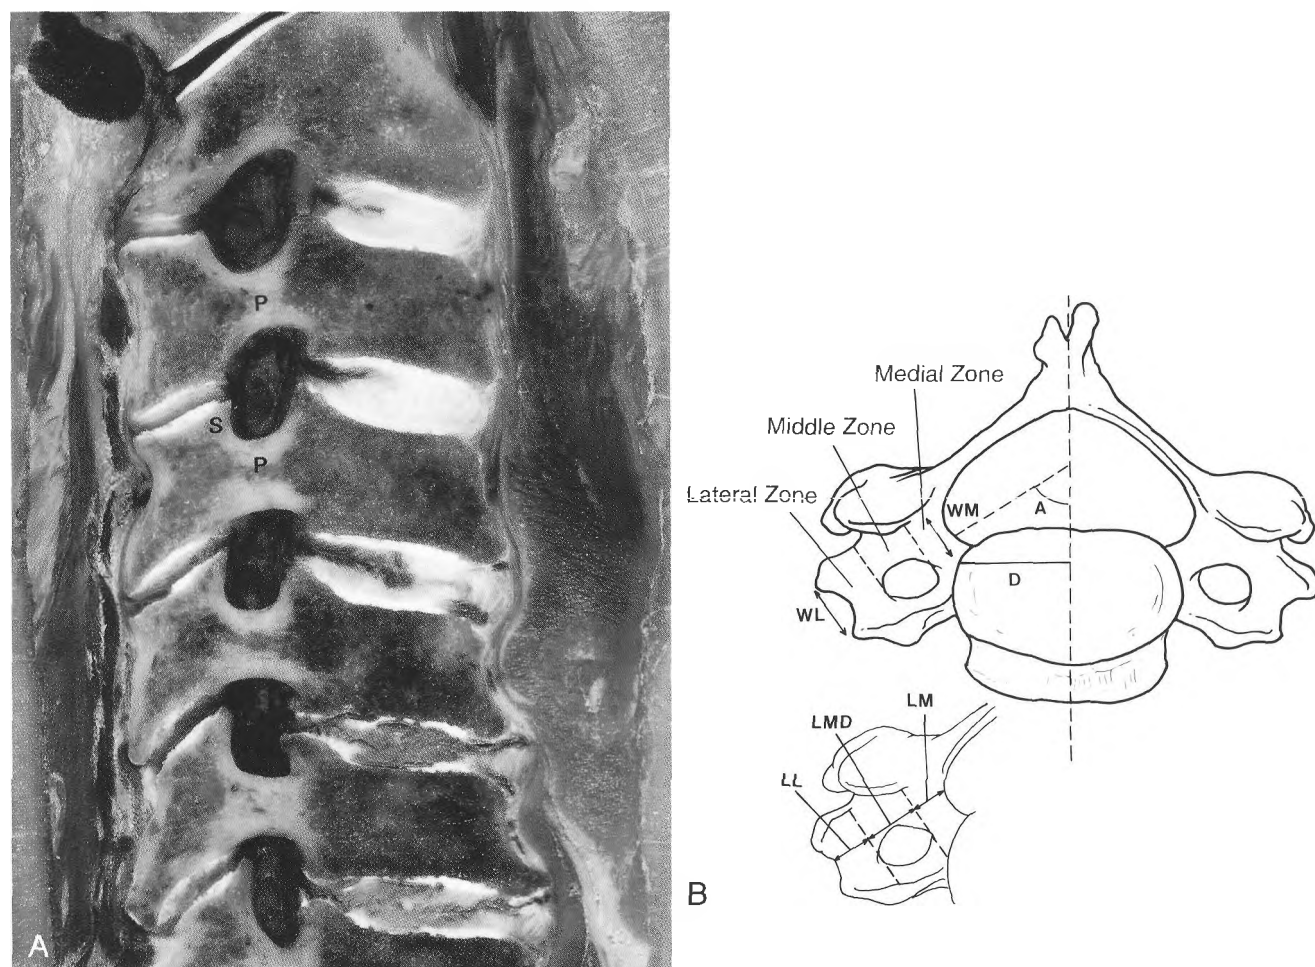 P
S
P
A
Medial Zone
Middle Zone
Lateral Zone
WM
A
D
WL
LM
LMD
LL
B